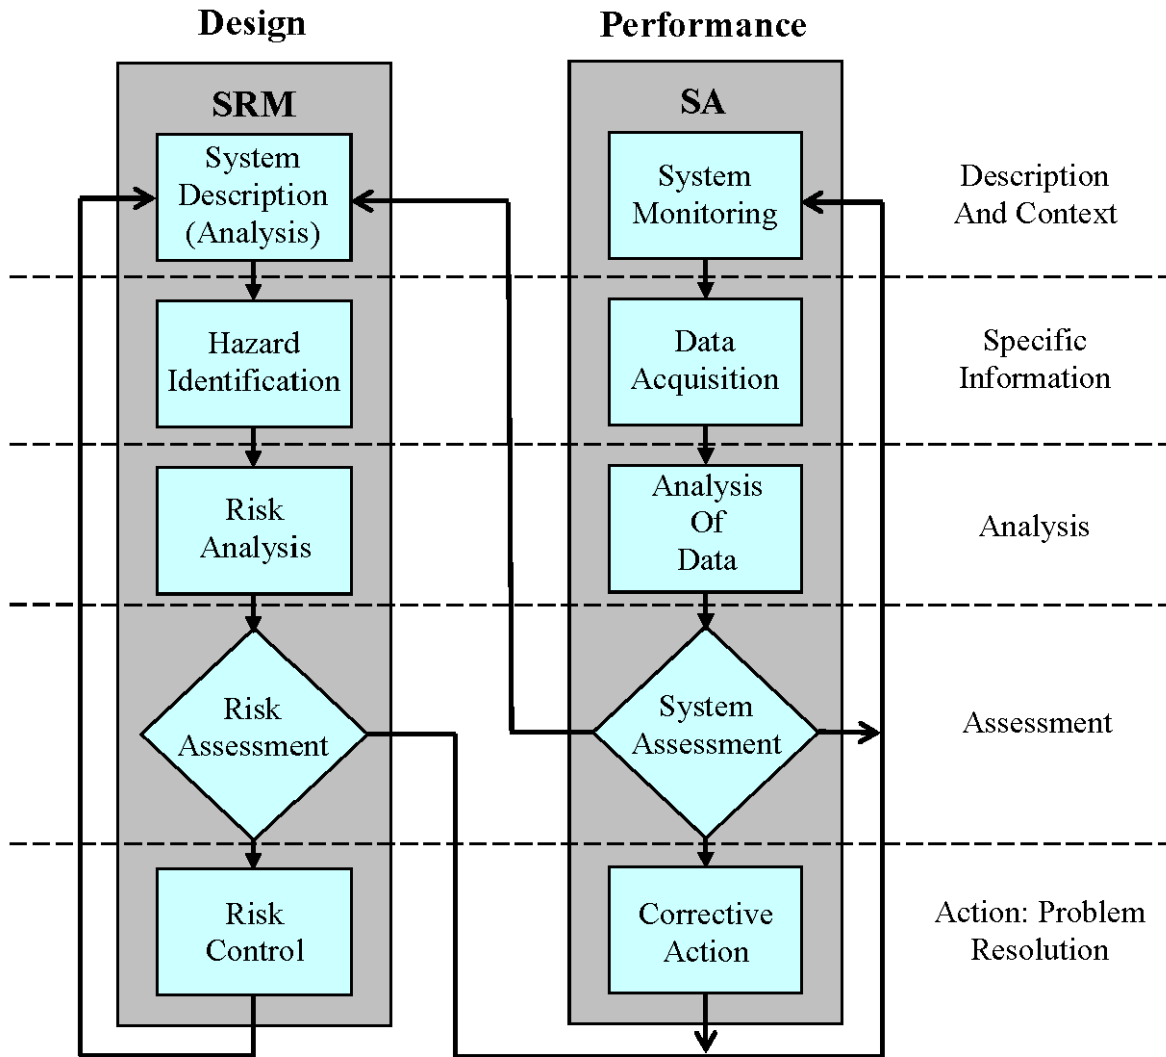 Design
Performance
SRM
SA
System
Description
(Analysis)
System
Monitoring
Description
And Context
Hazard
Identification
Data
Acquisition
Specific
Information
Risk
Analysis
Analysis
Of
Data
Analysis
Risk
Assessment
System
Assessment
Assessment
Risk
Control
Corrective
Action
Action: Problem
Resolution